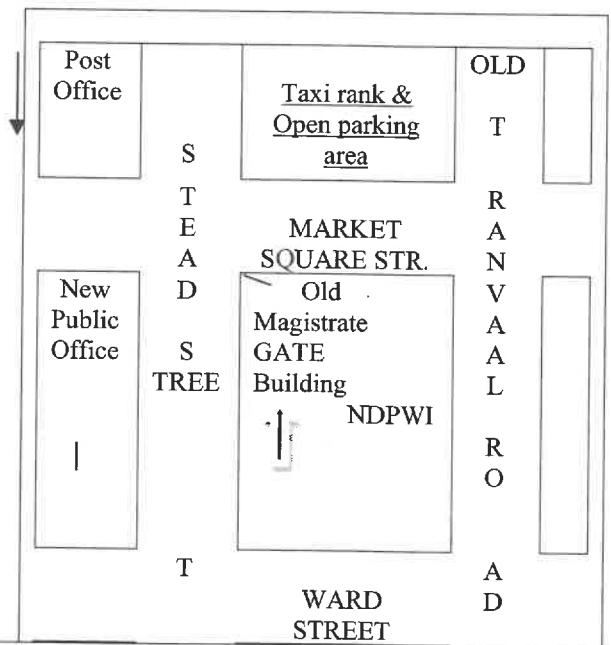 Post
Office
Taxi rank &
Open parking
area
OLD
T
R
A
N
V
A
A
L
R
O
A
D
S
T
E
A
D
S
TREE
T
MARKET
SQUARE STR.
New
Public
Office
Old
Magistrate
GATE
Building
NDPWI
WARD
STREET